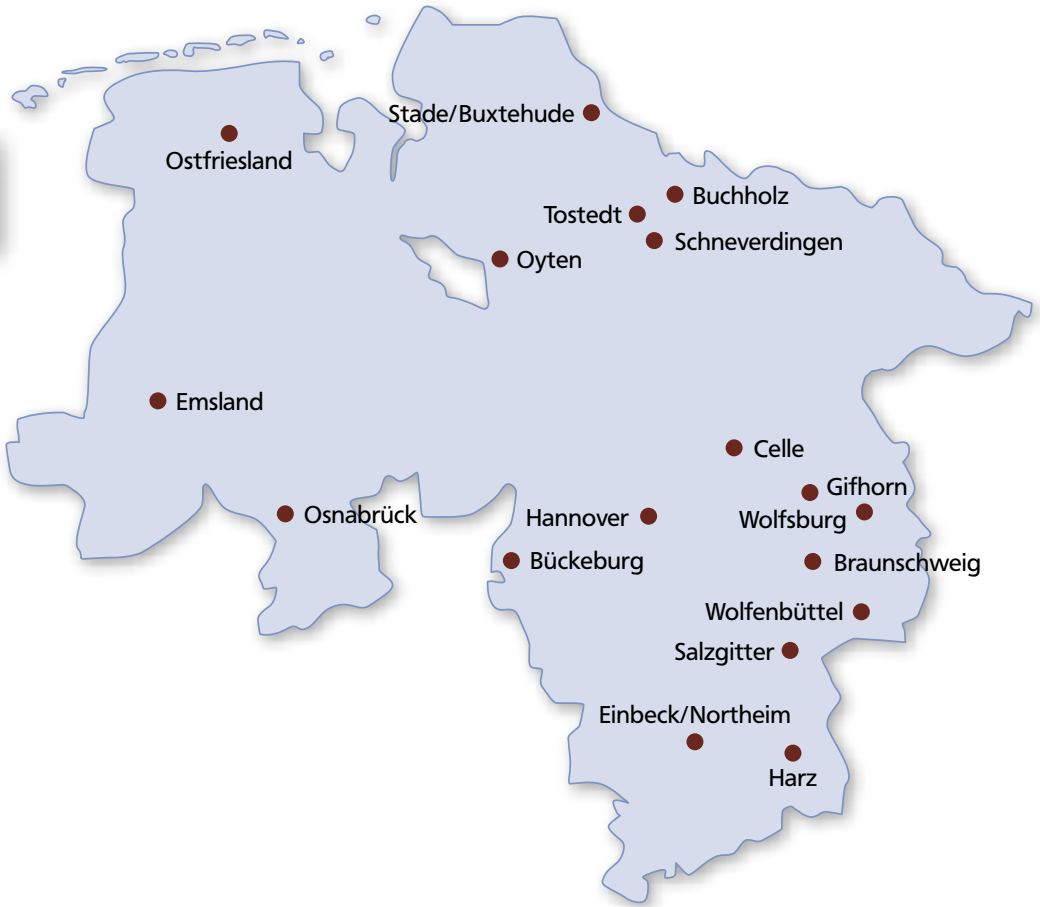 Stade/Buxtehude
Ostfriesland
Buchholz
Tostedt
Schneverdingen
Oyten
Emsland
Celle
Gifhorn
Osnabrück
Hannover
Wolfsburg
Bückeburg
Braunschweig
Wolfenbüttel
Salzgitter
Einbeck/Northeim
Harz